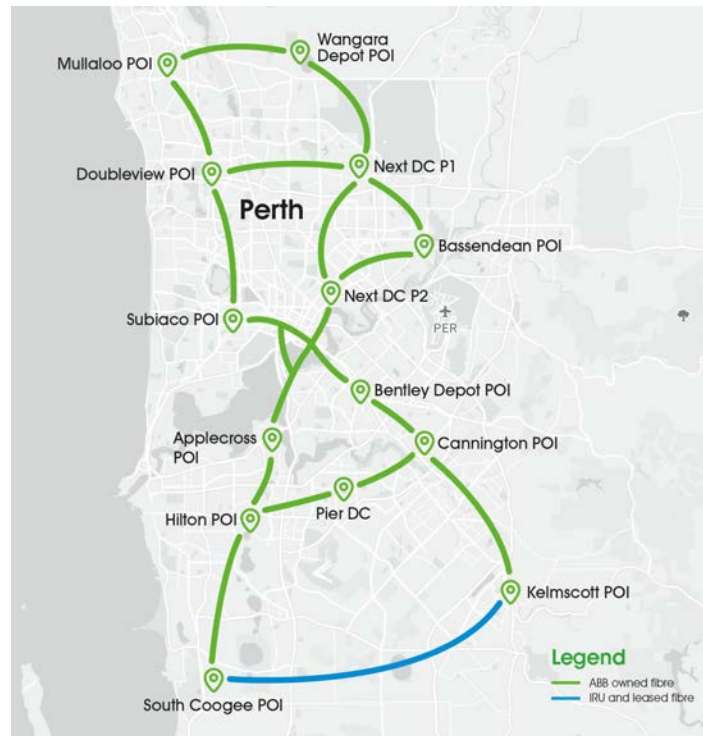 Wangara
Depot POI
Mullaloo POI
Next DC P1
Doubleview POI
Perth
Bassendean POI
Next DC P2
Subiaco POI
PER
Bentley Depot POI
Applecross
POI
Cannington POI
Pier DC
Hilton POI
Kelmscott POI
Legend
ABB owned fibre
IRU and leased fibre
South Coogee POI